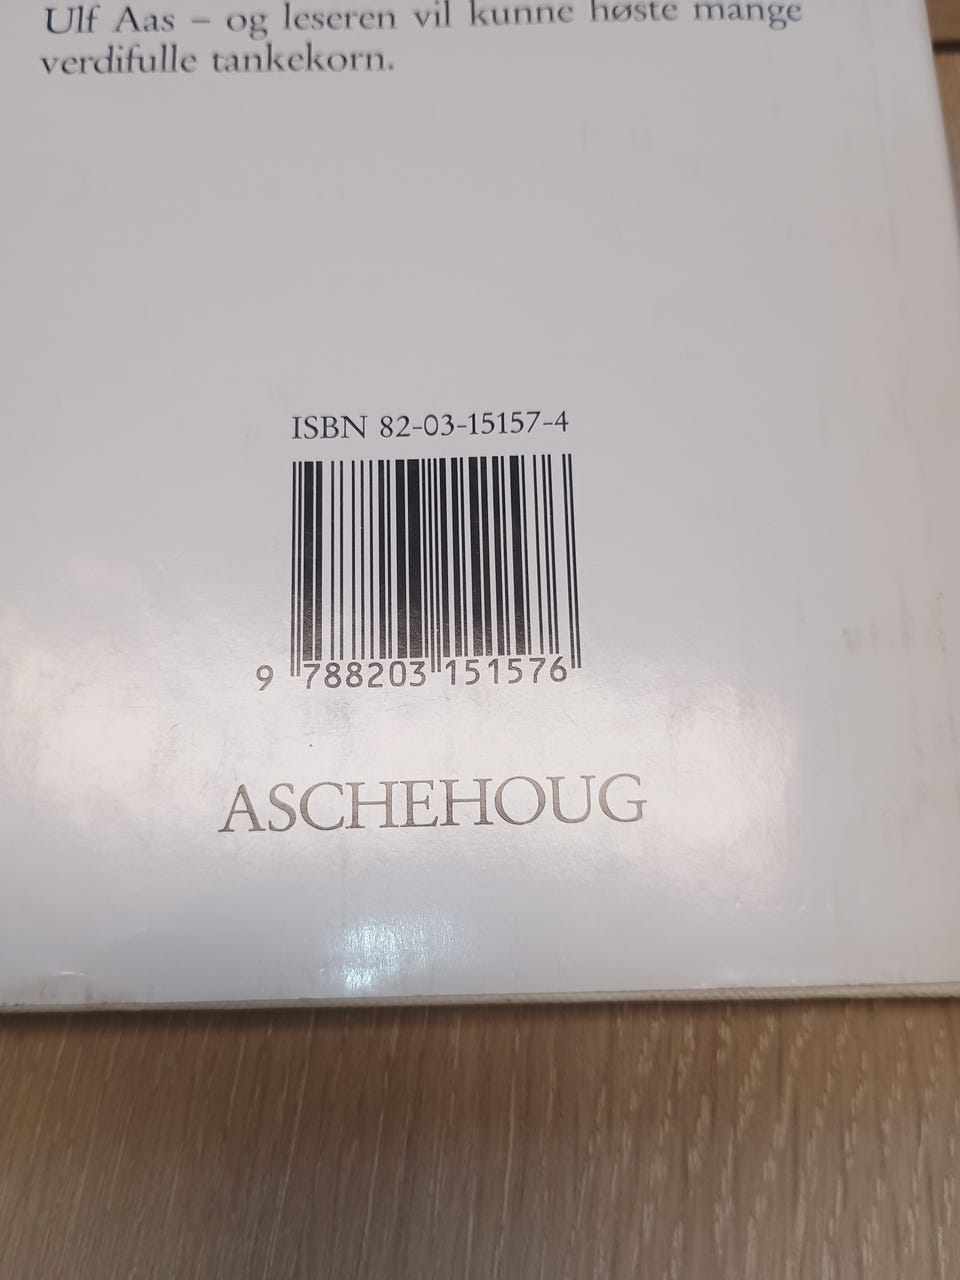 Ulf Aas – og leseren vil kunne høste mange
verdifulle tankekorn.
ISBN 82-03-15157-4
9 788203 151576
ASCHEHOUG